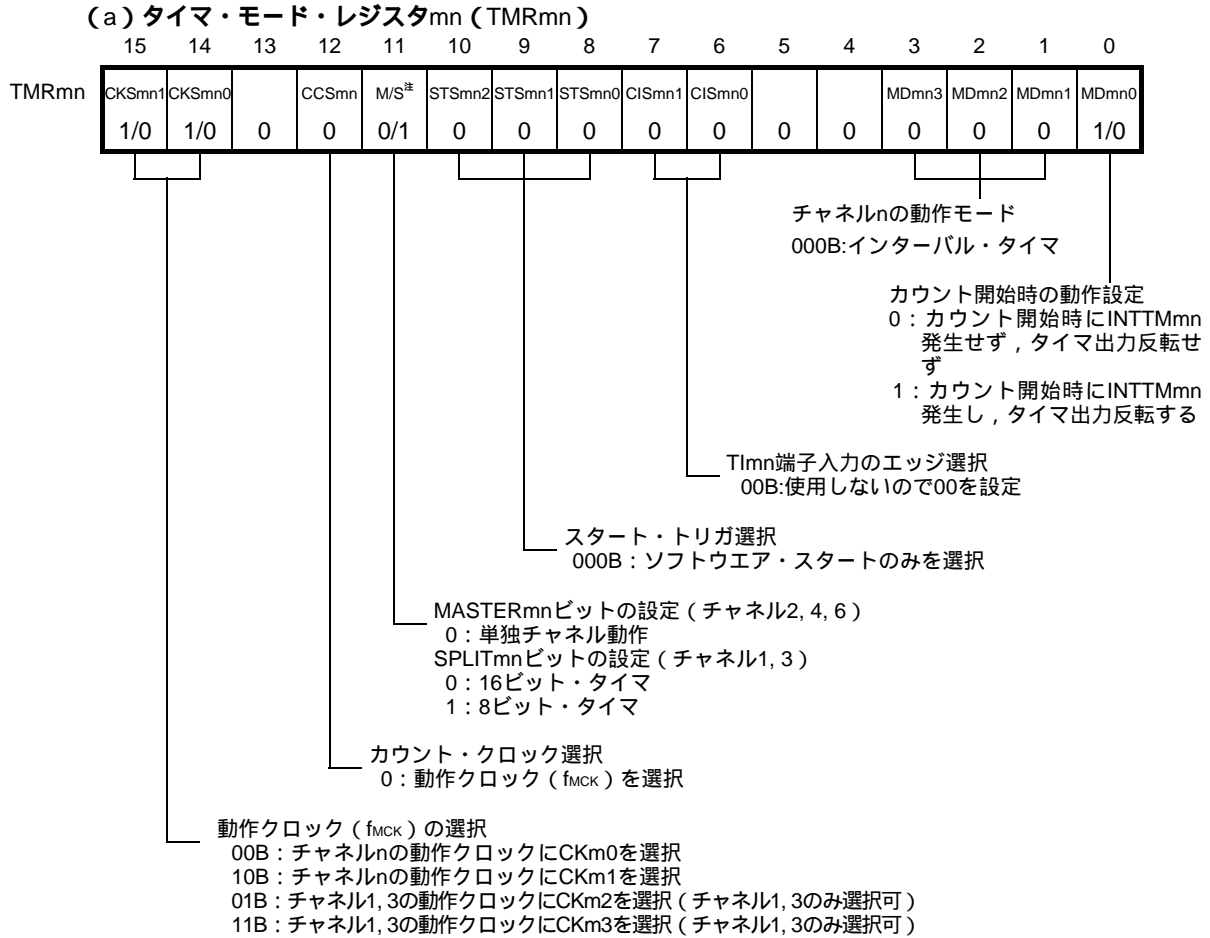 （a）タイマ・モード・レジスタmn（TMRmn）
15 14 13 12 11 10 9 8 7 6 5 4 3 2 1 0
TMRmn CKSmn1 CKSmn0 CCSmn M/S注 STSmn2 STSmn1 STSmn0 CISmn1 CISmn0 MDmn3 MDmn2 MDmn1 MDmn0
1/0 1/0 0 0 0/1 0 0 0 0 0 0 0 0 0 0 1/0
チャネルnの動作モード
000B:インターバル・タイマ
カウント開始時の動作設定
0：カウント開始時にINTTMmn
発生せず，タイマ出力反転せ
ず
1：カウント開始時にINTTMmn
発生し，タイマ出力反転する
TImn端子入力のエッジ選択
00B:使用しないので00を設定
スタート・トリガ選択
000B：ソフトウエア・スタートのみを選択
MASTERmnビットの設定（チャネル2, 4, 6）
0：単独チャネル動作
SPLITmnビットの設定（チャネル1, 3）
0：16ビット・タイマ
1：8ビット・タイマ
カウント・クロック選択
0：動作クロック（fMCK）を選択
動作クロック（fMCK）の選択
00B：チャネルnの動作クロックにCKm0を選択
10B：チャネルnの動作クロックにCKm1を選択
01B：チャネル1, 3の動作クロックにCKm2を選択（チャネル1, 3のみ選択可）
11B：チャネル1, 3の動作クロックにCKm3を選択（チャネル1, 3のみ選択可）